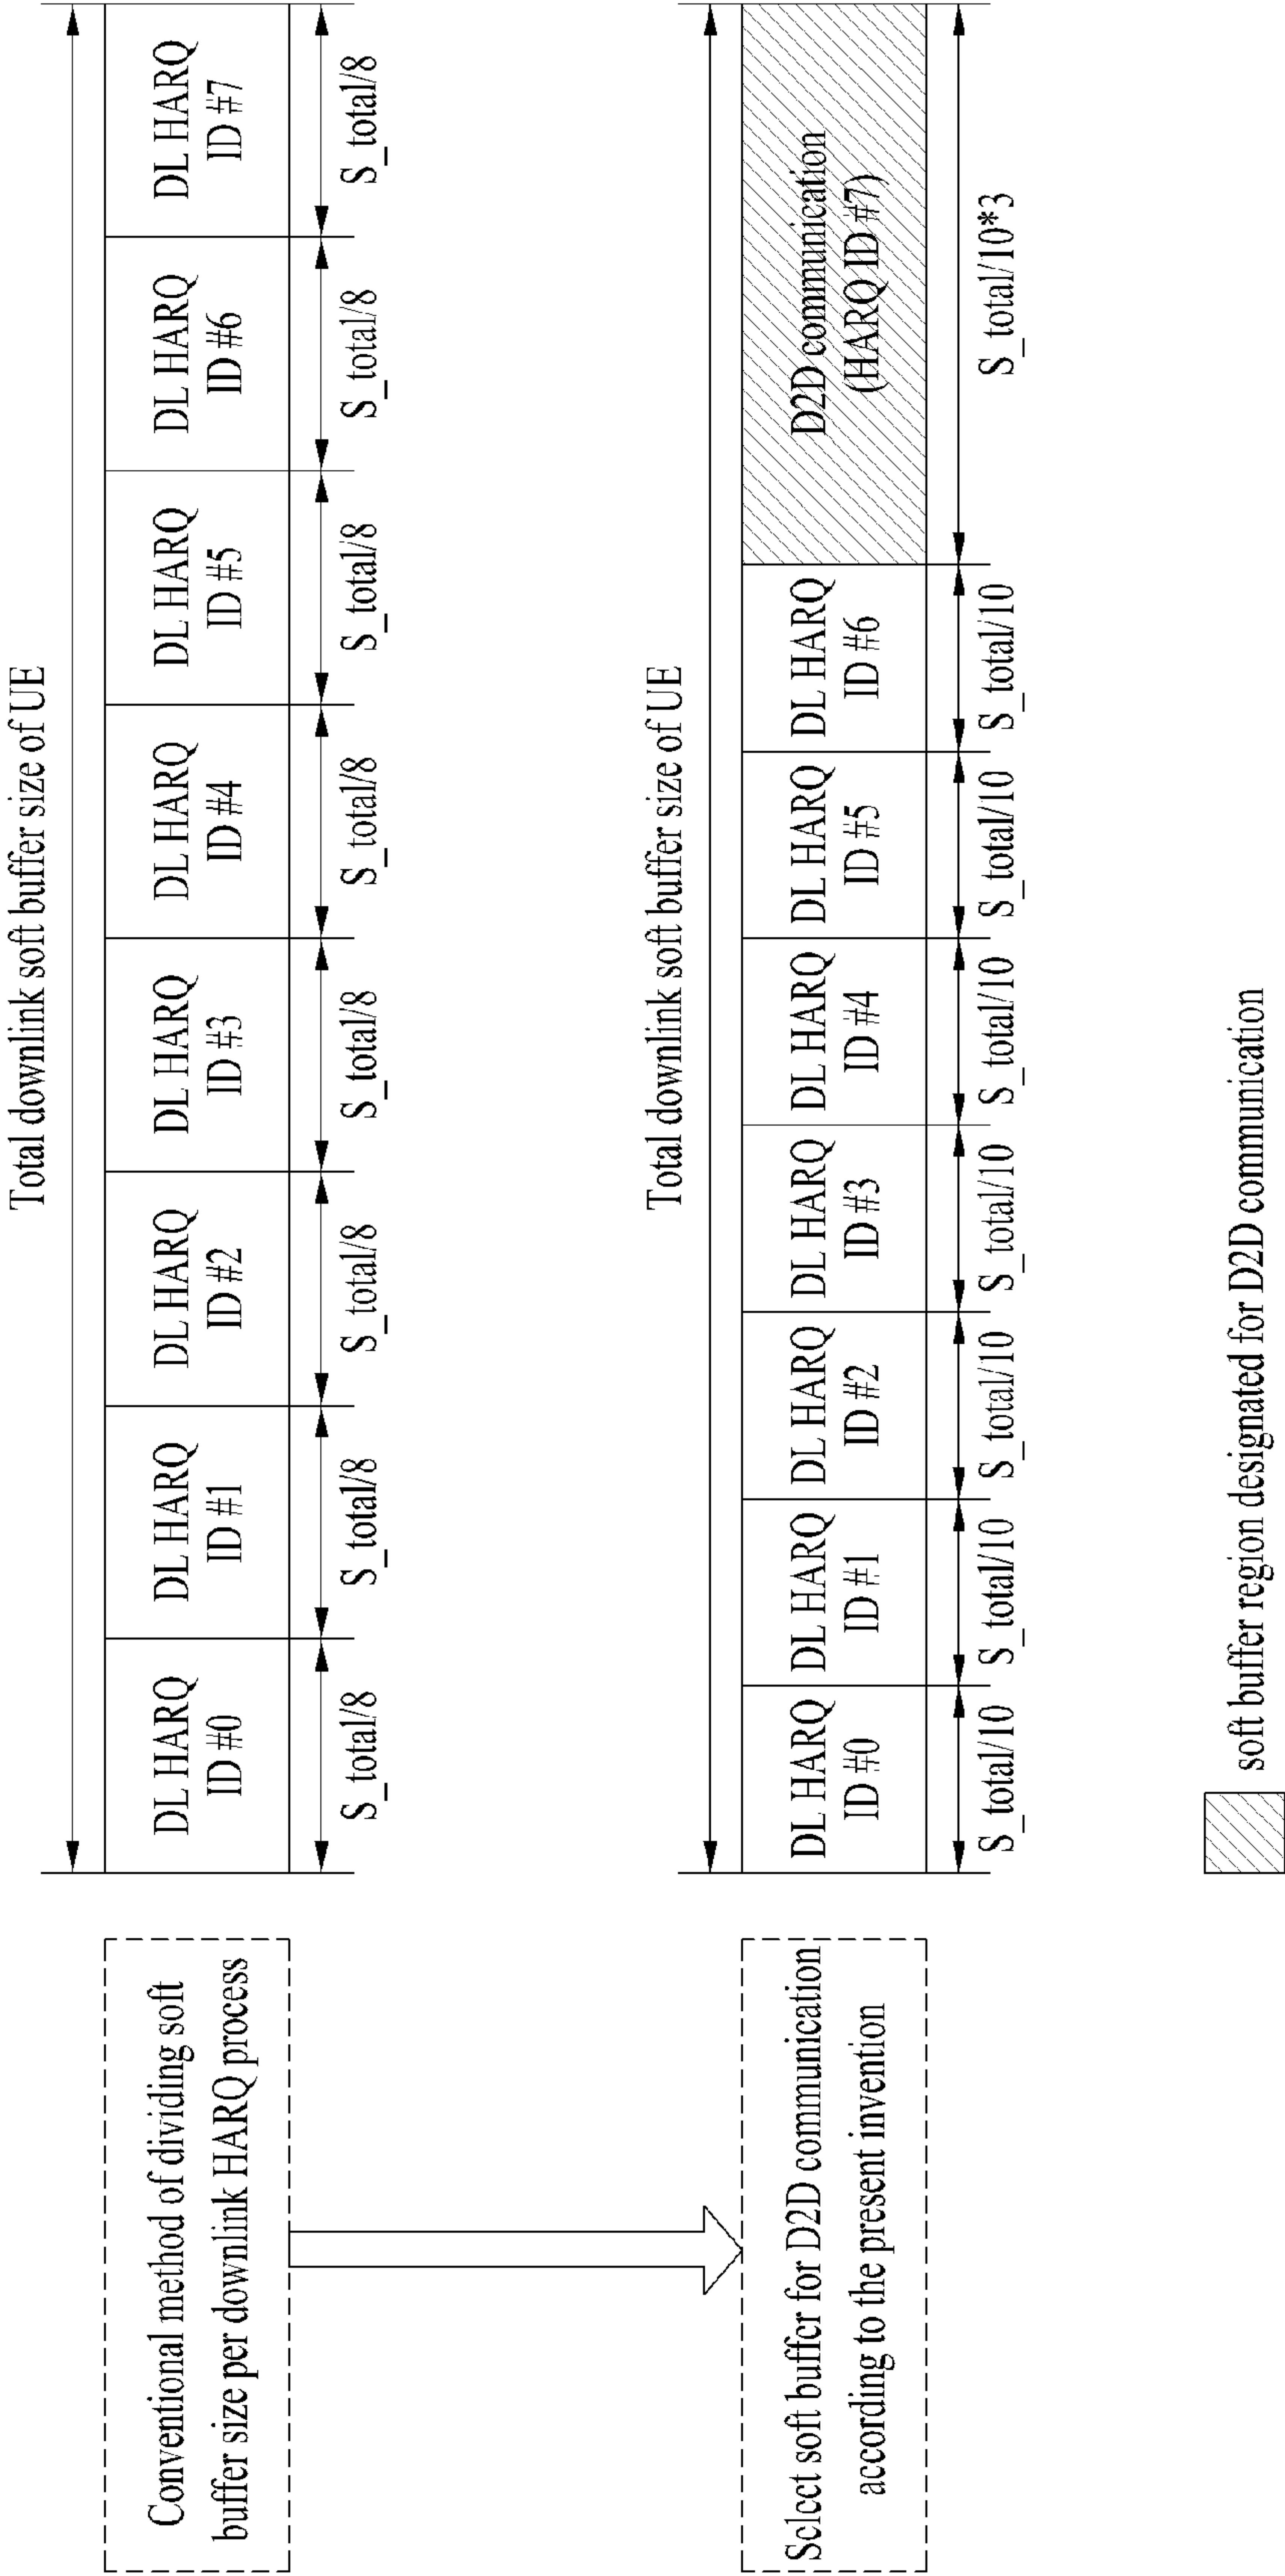 Total downlink soft buffer size of UE
Conventional method of dividing soft
buffer size per downlink HARQ process
DL HARQ
ID #0
DL HARQ
ID #1
DL HARQ
ID #2
DL HARQ
ID #3
DL HARQ
ID #4
DL HARQ
ID #5
DL HARQ
ID #6
DL HARQ
ID #7
S_total/8
S_total/8
S_total/8
S_total/8
S_total/8
S_total/8
S_total/8
S_total/8
Total downlink soft buffer size of UE
Select soft buffer for D2D communication
according to the present invention
DL HARQ
ID #0
DL HARQ
ID #1
DL HARQ
ID #2
DL HARQ
ID #3
DL HARQ
ID #4
DL HARQ
ID #5
DL HARQ
ID #6
D2D communication
(HARQ ID #7)
S_total/10
S_total/10
S_total/10
S_total/10
S_total/10
S_total/10
S_total/10
S_total/10*3
soft buffer region designated for D2D communication